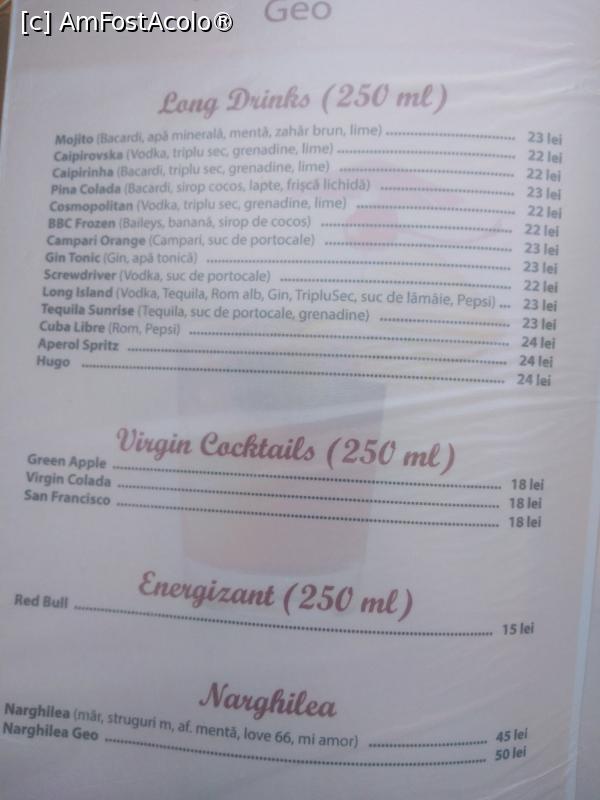 [c] AmFostAcolo®
Geo
Long Drinks (250 ml)
Mojito (Bacardi, apă minerală, mentă, zahăr brun, lime) ........ 23 lei
Caipirovska (Vodka, triplu sec, grenadine, lime) ........ 22 lei
Caipirinha (Bacardi, triplu sec, grenadine, lime) ........ 22 lei
Pina Colada (Bacardi, sirop cocos, lapte, frișcă lichidă) ........ 23 lei
Cosmopolitan (Vodka, triplu sec, grenadine, lime) ........ 22 lei
BBC Frozen (Baileys, banană, sirop de cocos) ........ 22 lei
Campari Orange (Campari, suc de portocale) ........ 23 lei
Gin Tonic (Gin, apă tonică) ........ 23 lei
Screwdriver (Vodka, suc de portocale) ........ 22 lei
Long Island (Vodka, Tequila, Rom alb, Gin, TripluSec, suc de lămâie, Pepsi) ... 23 lei
Tequila Sunrise (Tequila, suc de portocale, grenadine) ........ 23 lei
Cuba Libre (Rom, Pepsi) ........ 24 lei
Aperol Spritz ........ 24 lei
Hugo ........ 24 lei
Virgin Cocktails (250 ml)
Green Apple ........ 18 lei
Virgin Colada ........ 18 lei
San Francisco ........ 18 lei
Energizant (250 ml)
Red Bull ........ 15 lei
Narghilea
Narghilea (măr, struguri m, af. mentă, love 66, mi amor) ........ 45 lei
Narghilea Geo ........ 50 lei